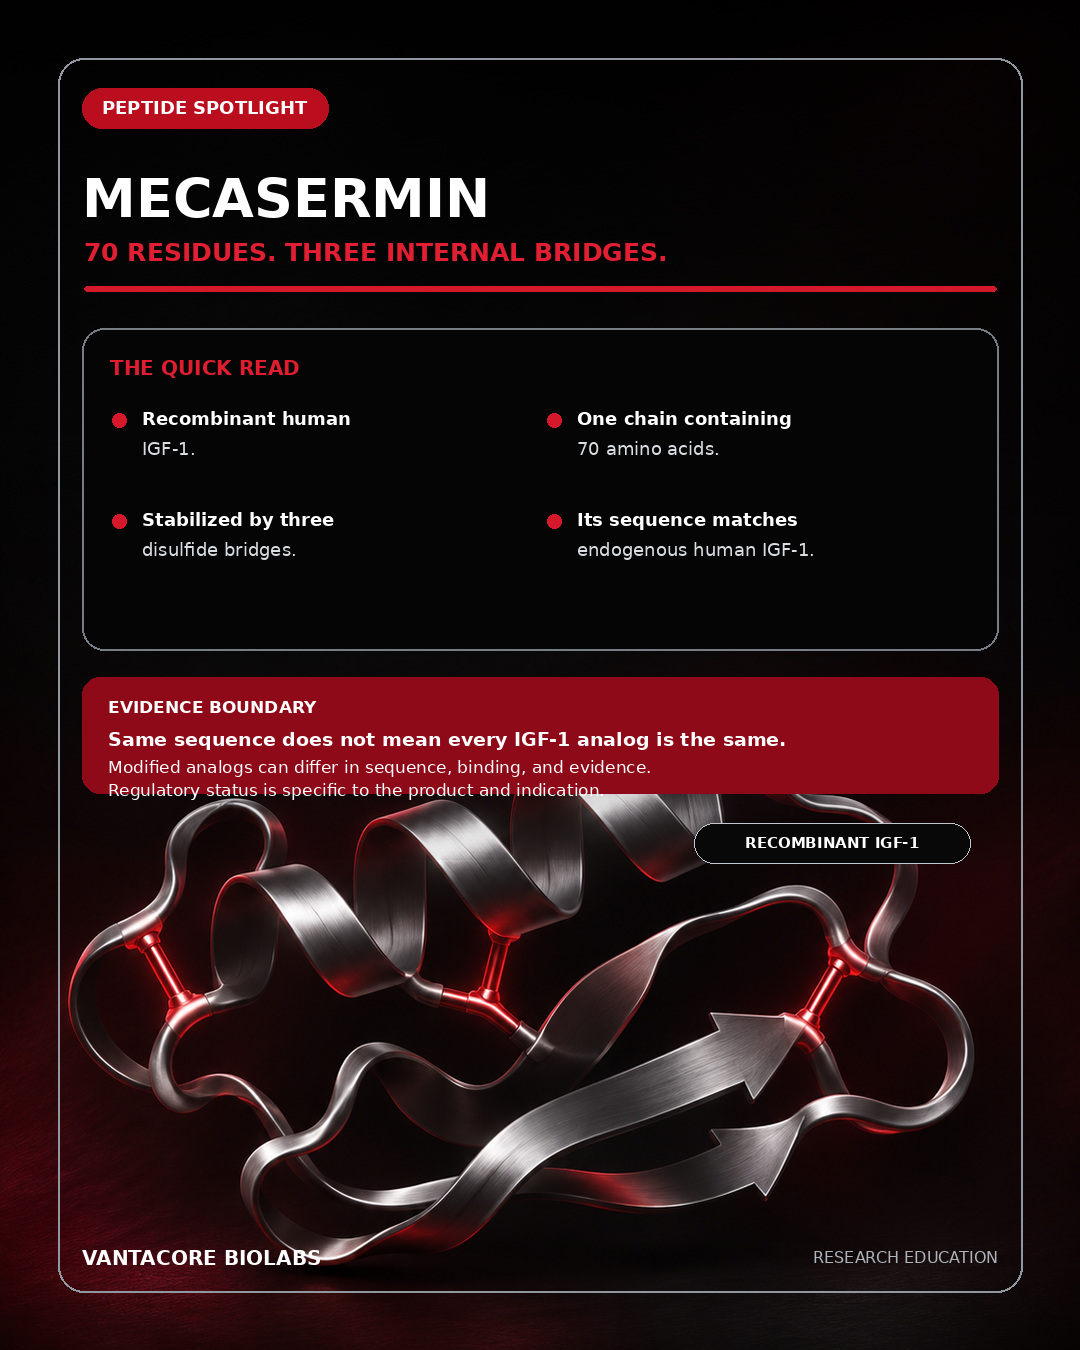 PEPTIDE SPOTLIGHT
MECASERMIN
70 RESIDUES. THREE INTERNAL BRIDGES.
THE QUICK READ
Recombinant human
IGF-1.
One chain containing
70 amino acids.
Stabilized by three
disulfide bridges.
Its sequence matches
endogenous human IGF-1.
EVIDENCE BOUNDARY
Same sequence does not mean every IGF-1 analog is the same.
Modified analogs can differ in sequence, binding, and evidence.
Regulatory status is specific to the product and indication.
RECOMBINANT IGF-1
VANTACORE BIOLABS
RESEARCH EDUCATION